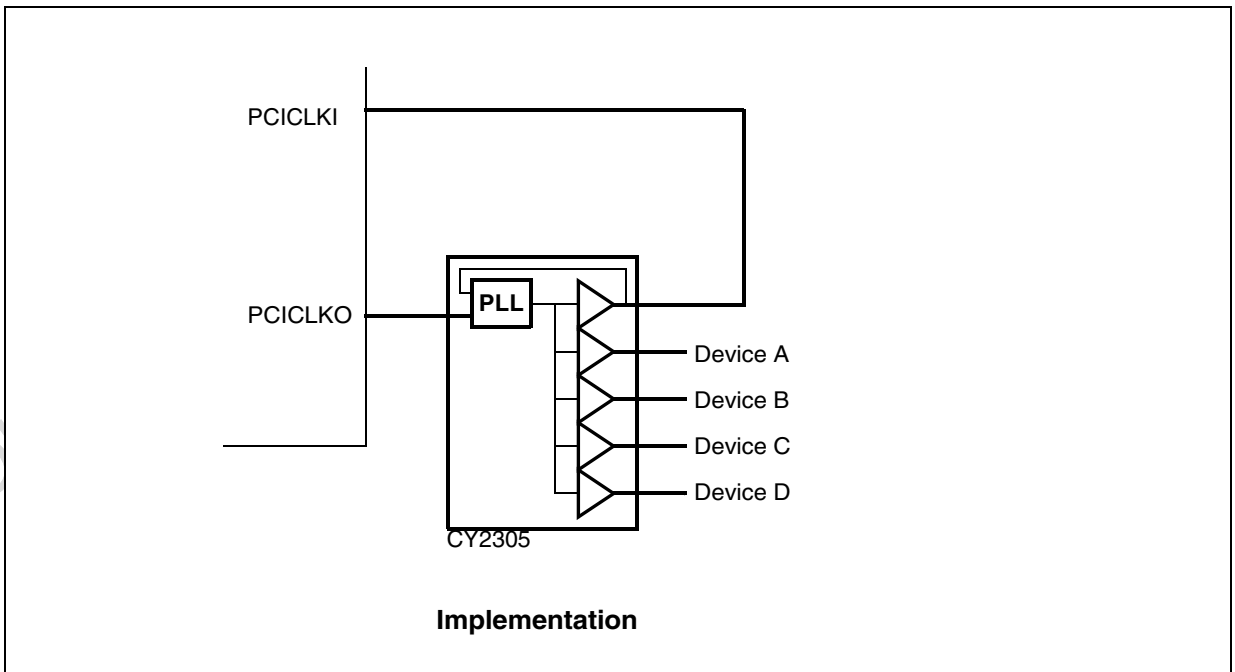 PCICLKI
PCICLKO
PLL
Device A
Device B
Device C
Device D
CY2305
Implementation